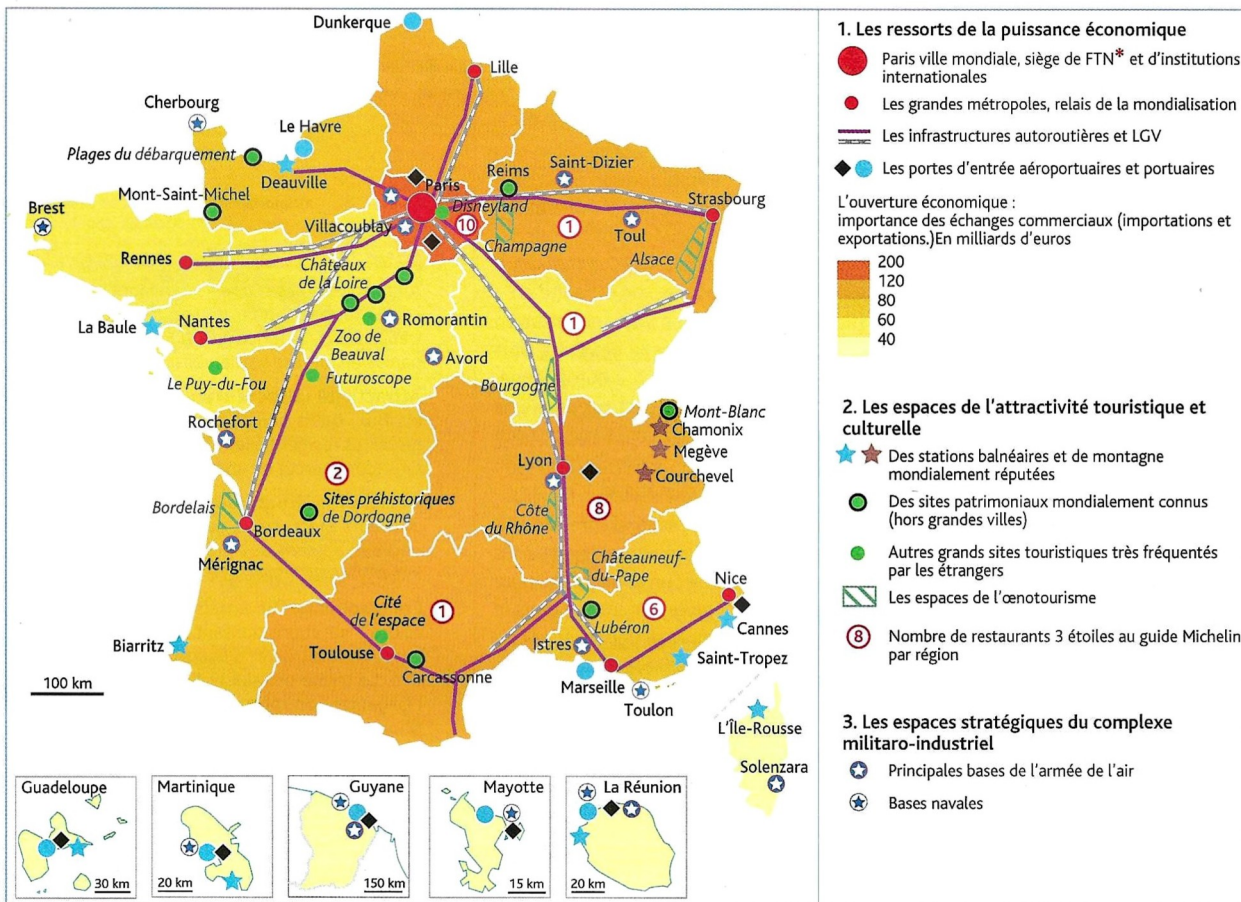 Dunkerque
Lille
Cherbourg
Le Havre
Plages du débarquement
Deauville
Reims
Saint-Dizier
Paris
Mont-Saint-Michel
Disneyland
Strasbourg
Brest
Villacoublay
10
Champagne
1
Toul
Alsace
Rennes
Châteaux
de la Loire
La Baule
Nantes
Romorantin
1
Zoo de
Beauval
Avord
Le Puy-du-Fou
Futuroscope
Bourgogne
Mont-Blanc
Chamonix
Rochefort
Megève
Lyon
Courchevel
2
Bordelais
Sites préhistoriques
de Dordogne
Côte
du Rhône
8
Bordeaux
Mérignac
Châteauneuf-
du-Pape
Nice
Cité
de l'espace
1
6
Lubéron
Cannes
Biarritz
Toulouse
Istres
Saint-Tropez
Carcassonne
Marseille
100 km
Toulon
L'Île-Rousse
Solenzara
Guadeloupe
30 km
Martinique
20 km
Guyane
150 km
Mayotte
15 km
La Réunion
20 km
1. Les ressorts de la puissance économique
Paris ville mondiale, siège de FTN* et d'institutions
internationales
Les grandes métropoles, relais de la mondialisation
Les infrastructures autoroutières et LGV
Les portes d'entrée aéroportuaires et portuaires
L'ouverture économique :
importance des échanges commerciaux (importations et
exportations.)En milliards d'euros
200
120
80
60
40
2. Les espaces de l'attractivité touristique et
culturelle
Des stations balnéaires et de montagne
mondialement réputées
Des sites patrimoniaux mondialement connus
(hors grandes villes)
Autres grands sites touristiques très fréquentés
par les étrangers
Les espaces de l'œnotourisme
8 Nombre de restaurants 3 étoiles au guide Michelin
par région
3. Les espaces stratégiques du complexe
militaro-industriel
Principales bases de l'armée de l'air
Bases navales